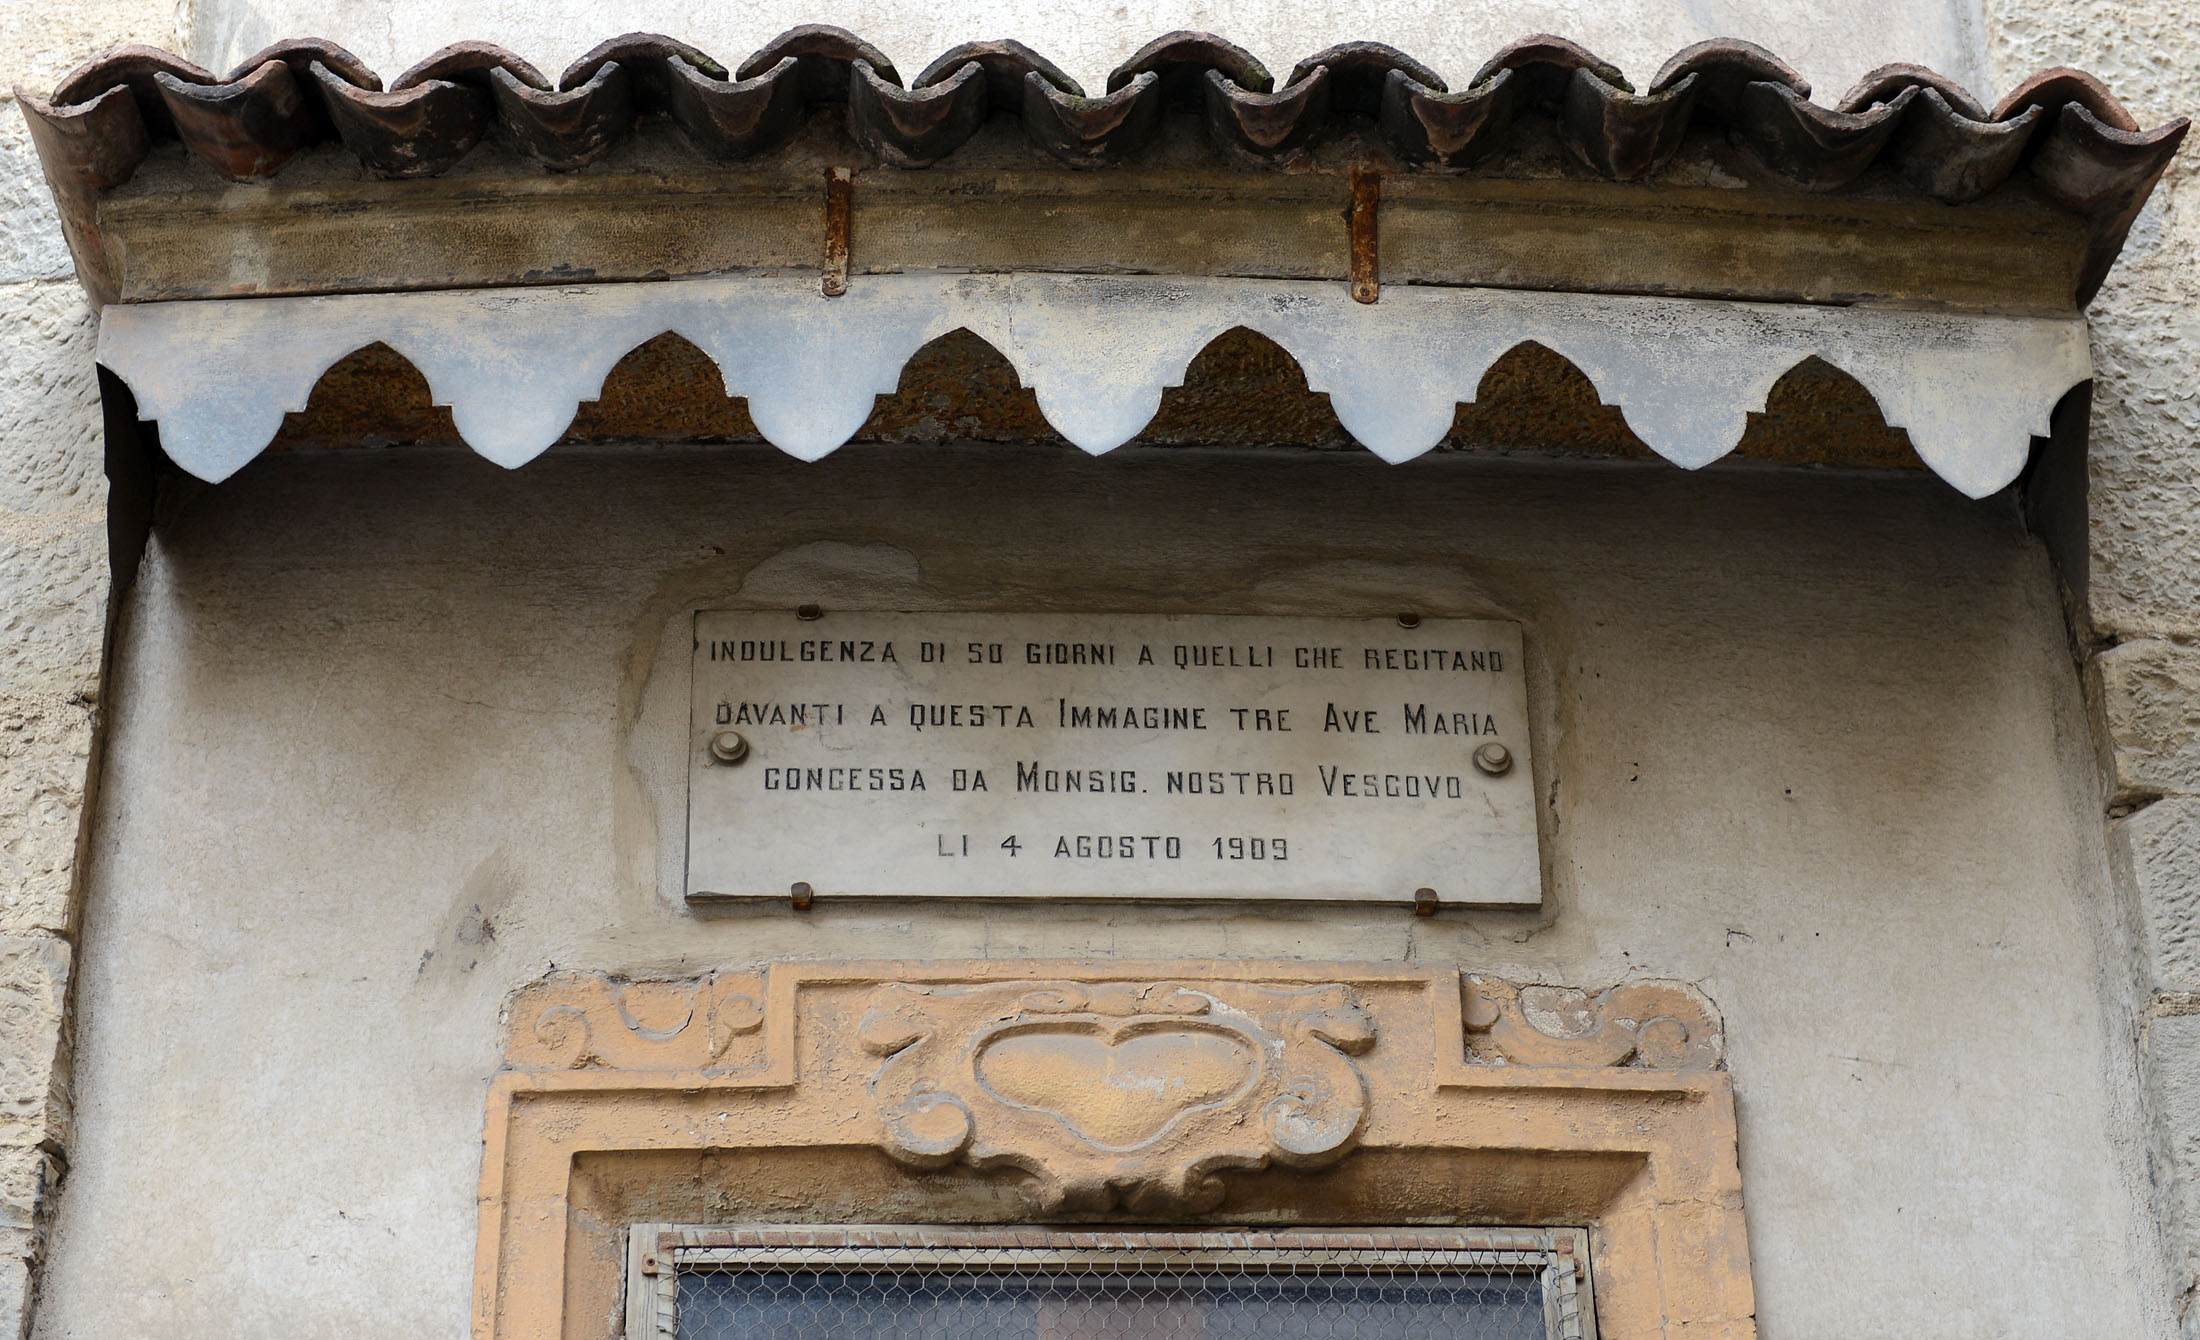 INDULGENZA DI 50 GIORNI A QUELLI CHE RECITANO
DAVANTI A QUESTA IMMAGINE TRE AVE MARIA
CONCESSA DA MONSIG. NOSTRO VESCOVO
LI 4 AGOSTO 1909